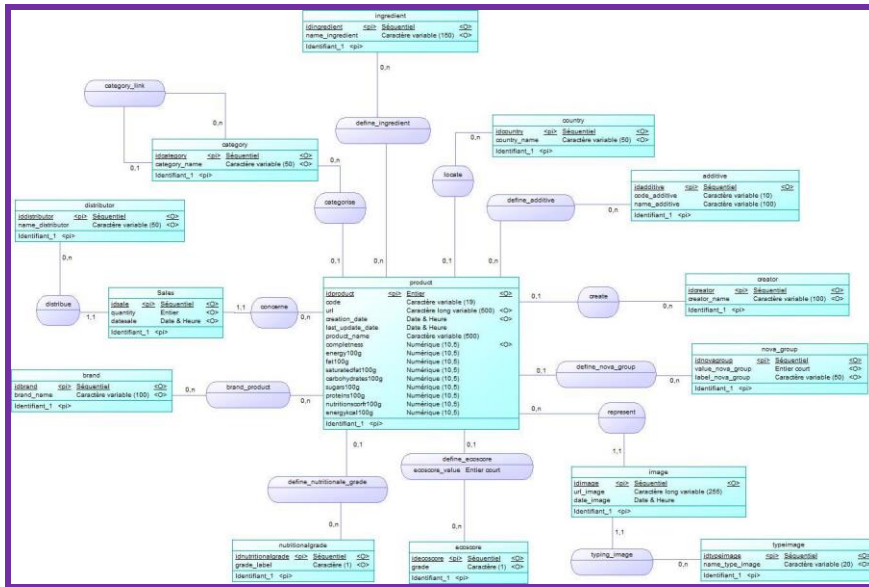 ingredient
idingredient <pi> Séquentiel <O>
name_ingredient Caractère variable (150) <O>
Identifiant_1 <pi>
0,n
category_link
0,n
0,1
define_ingredient
0,n
category
idcategory <pi> Séquentiel <O>
category_name Caractère variable (50) <O>
Identifiant_1 <pi>
0,n
categorise
0,1
country
idcountry <pi> Séquentiel <O>
country_name Caractère variable (50) <O>
Identifiant_1 <pi>
0,n
locate
0,1
additive
idadditive <pi> Séquentiel <O>
code_additive Caractère variable (10)
name_additive Caractère variable (100)
Identifiant_1 <pi>
define_additive
0,n
0,n
distributor
iddistributor <pi> Séquentiel <O>
name_distributor Caractère variable (50) <O>
Identifiant_1 <pi>
0,n
distribue
1,1
Sales
idsale <pi> Séquentiel <O>
quantity Entier <O>
datesale Date & Heure <O>
Identifiant_1 <pi>
1,1
concerne
0,n
product
idproduct <pi> Entier <O>
code Caractère variable (19)
url Caractère long variable (600) <O>
creation_date Date & Heure <O>
last_update_date Date & Heure
product_name Caractère variable (500)
completness Numérique (10,5) <O>
energy100g Numérique (10,5)
fat100g Numérique (10,5)
saturatedfat100g Numérique (10,5)
carbohydrates100g Numérique (10,5)
sugars100g Numérique (10,5)
proteins100g Numérique (10,5)
nutritionscorfr100g Numérique (10,5)
energykcal100g Numérique (10,5)
Identifiant_1 <pi>
creator
idcreator <pi> Séquentiel <O>
creator_name Caractère variable (100) <O>
Identifiant_1 <pi>
0,1
create
0,n
nova_group
idnovagroup <pi> Séquentiel <O>
value_nova_group Entier court <O>
label_nova_group Caractère variable (50) <O>
Identifiant_1 <pi>
0,1
define_nova_group
0,n
brand
idbrand <pi> Séquentiel <O>
brand_name Caractère variable (100) <O>
Identifiant_1 <pi>
0,n
brand_product
0,n
0,n
represent
1,1
0,1
define_nutritionale_grade
0,n
0,1
define_ecoscore
ecoscore_value Entier court
0,n
image
idimage <pi> Séquentiel <O>
url_image Caractère long variable (255)
date_image Date & Heure
Identifiant_1 <pi>
1,1
typing_image
0,n
nutritionalgrade
idnutritionalgrade <pi> Séquentiel <O>
grade_label Caractère (1) <O>
Identifiant_1 <pi>
ecoscore
idecoscore <pi> Séquentiel <O>
grade Caractère (1) <O>
Identifiant_1 <pi>
typeimage
idtypeimage <pi> Séquentiel <O>
name_type_image Caractère variable (20) <O>
Identifiant_1 <pi>